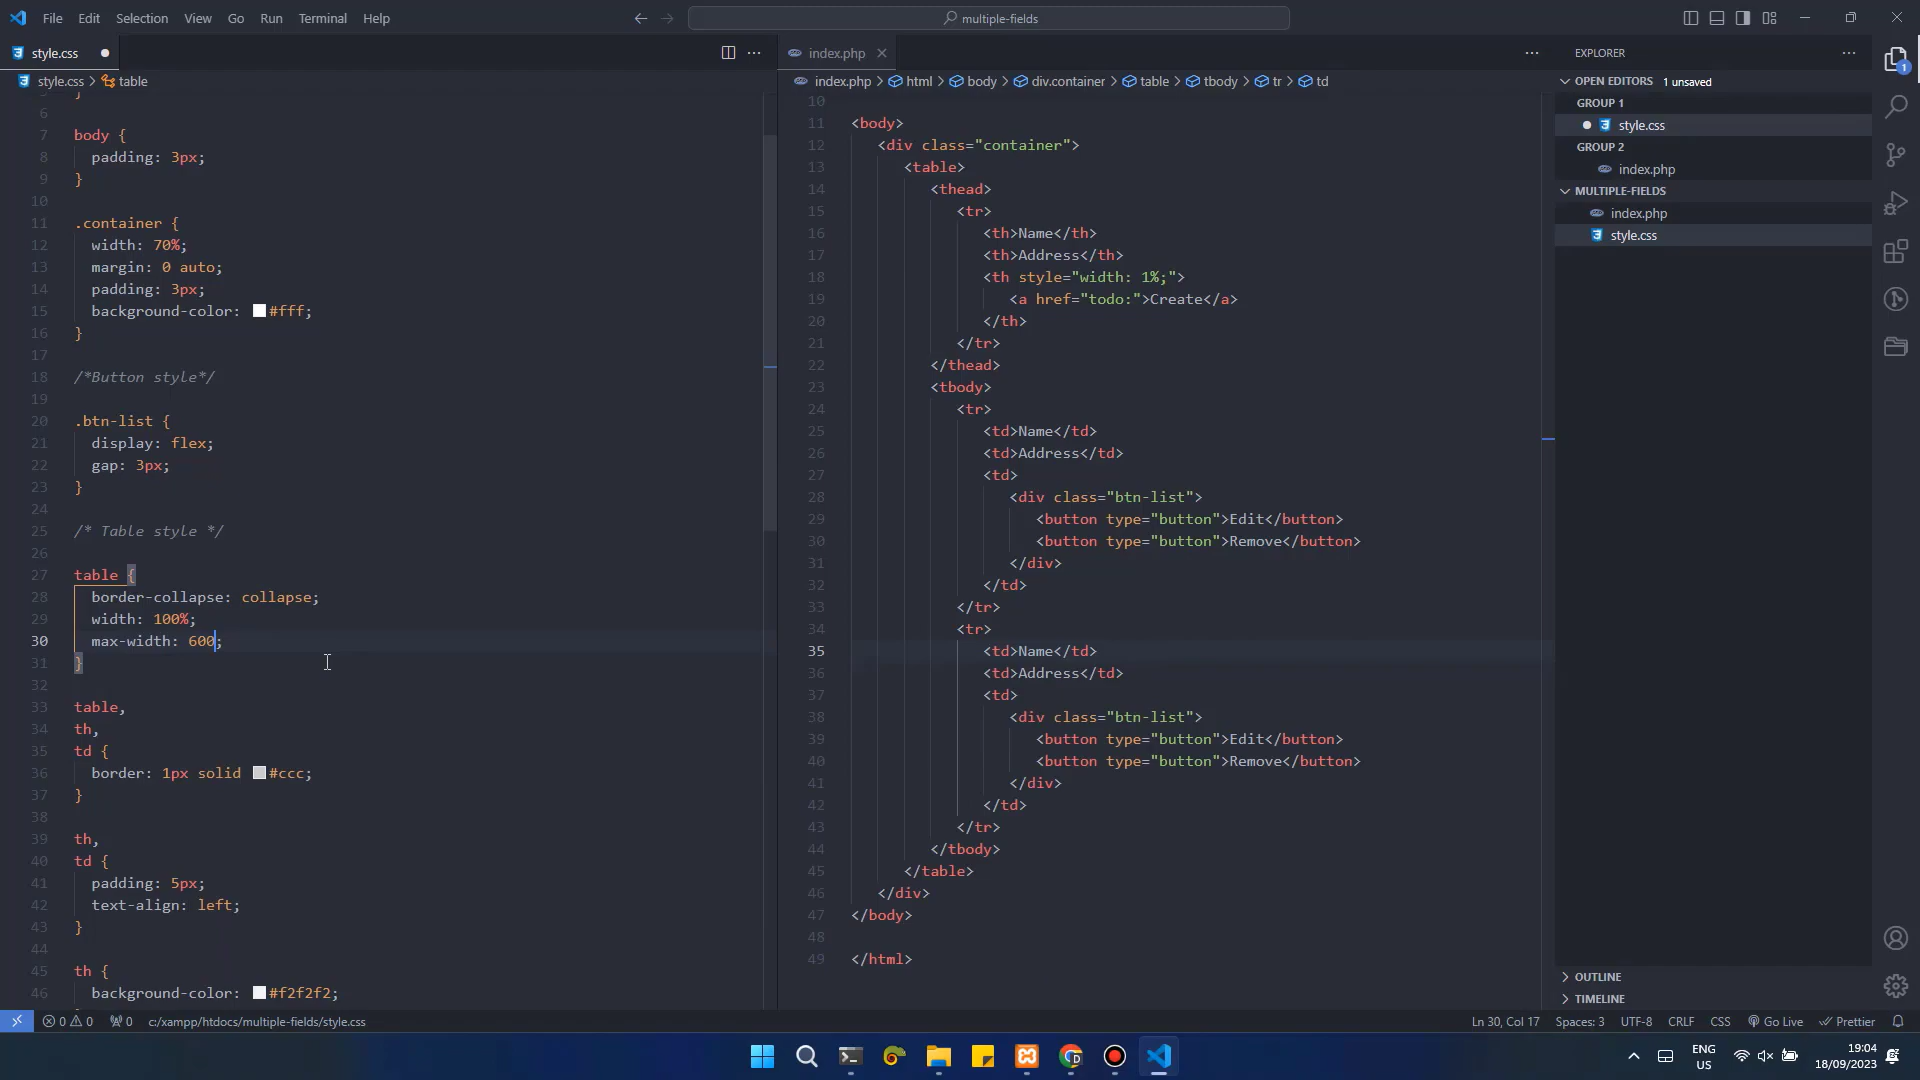 File Edit Selection View Go Run Terminal Help
multiple-fields
style.css
index.php
EXPLORER
style.css > table
index.php > html > body > div.container > table > tbody > tr > td
OPEN EDITORS 1 unsaved
GROUP 1
style.css
GROUP 2
index.php
MULTIPLE-FIELDS
index.php
style.css
OUTLINE
TIMELINE
1
}
6
7 body {
8 padding: 3px;
9 }
10
11 .container {
12 width: 70%;
13 margin: 0 auto;
14 padding: 3px;
15 background-color: #fff;
16 }
17
18 /*Button style*/
19
20 .btn-list {
21 display: flex;
22 gap: 3px;
23 }
24
25 /* Table style */
26
27 table {
28 border-collapse: collapse;
29 width: 100%;
30 max-width: 600;
31 }
32
33 table,
34 th,
35 td {
36 border: 1px solid #ccc;
37 }
38
39 th,
40 td {
41 padding: 5px;
42 text-align: left;
43 }
44
45 th {
46 background-color: #f2f2f2;
10
11 <body>
12 <div class="container">
13 <table>
14 <thead>
15 <tr>
16 <th>Name</th>
17 <th>Address</th>
18 <th style="width: 1%;">
19 <a href="todo:">Create</a>
20 </th>
21 </tr>
22 </thead>
23 <tbody>
24 <tr>
25 <td>Name</td>
26 <td>Address</td>
27 <td>
28 <div class="btn-list">
29 <button type="button">Edit</button>
30 <button type="button">Remove</button>
31 </div>
32 </td>
33 </tr>
34 <tr>
35 <td>Name</td>
36 <td>Address</td>
37 <td>
38 <div class="btn-list">
39 <button type="button">Edit</button>
40 <button type="button">Remove</button>
41 </div>
42 </td>
43 </tr>
44 </tbody>
45 </table>
46 </div>
47 </body>
48
49 </html>
0 0 0 c:/xampp/htdocs/multiple-fields/style.css
Ln 30, Col 17 Spaces: 3 UTF-8 CRLF CSS Go Live Prettier
ENG
US
19:04
18/09/2023